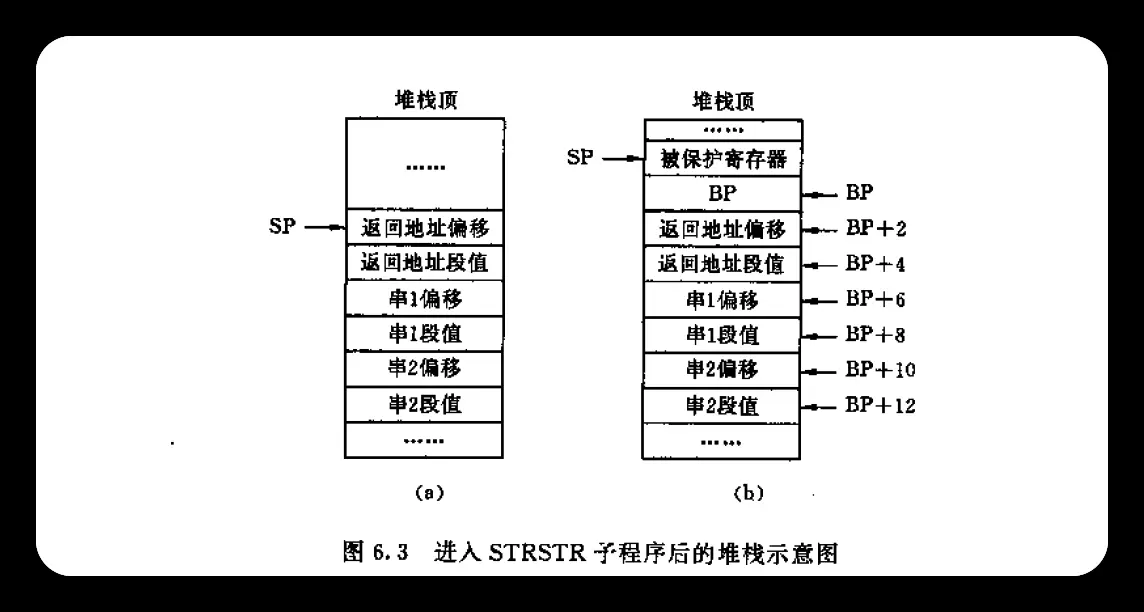 堆栈顶
……
SP
返回地址偏移
返回地址段值
串1偏移
串1段值
串2偏移
串2段值
……
(a)
堆栈顶
……
SP
被保护寄存器
BP
BP
返回地址偏移
BP+2
返回地址段值
BP+4
串1偏移
BP+6
串1段值
BP+8
串2偏移
BP+10
串2段值
BP+12
……
(b)
图 6.3 进入 STRSTR 子程序后的堆栈示意图